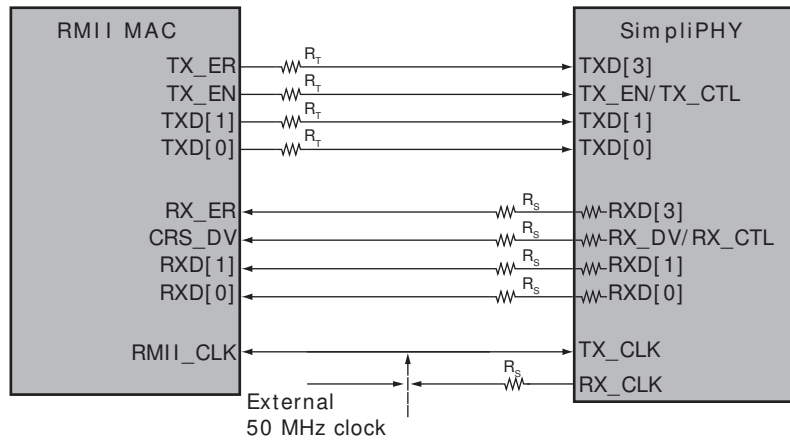 RMII MAC
SimpliPHY
TX_ER
R_T
TXD[3]
TX_EN
R_T
TX_EN/TX_CTL
TXD[1]
R_T
TXD[1]
TXD[0]
R_T
TXD[0]
RX_ER
R_S
RXD[3]
CRS_DV
R_S
RX_DV/RX_CTL
RXD[1]
R_S
RXD[1]
RXD[0]
R_S
RXD[0]
RMII_CLK
TX_CLK
R_S
RX_CLK
External
50 MHz clock